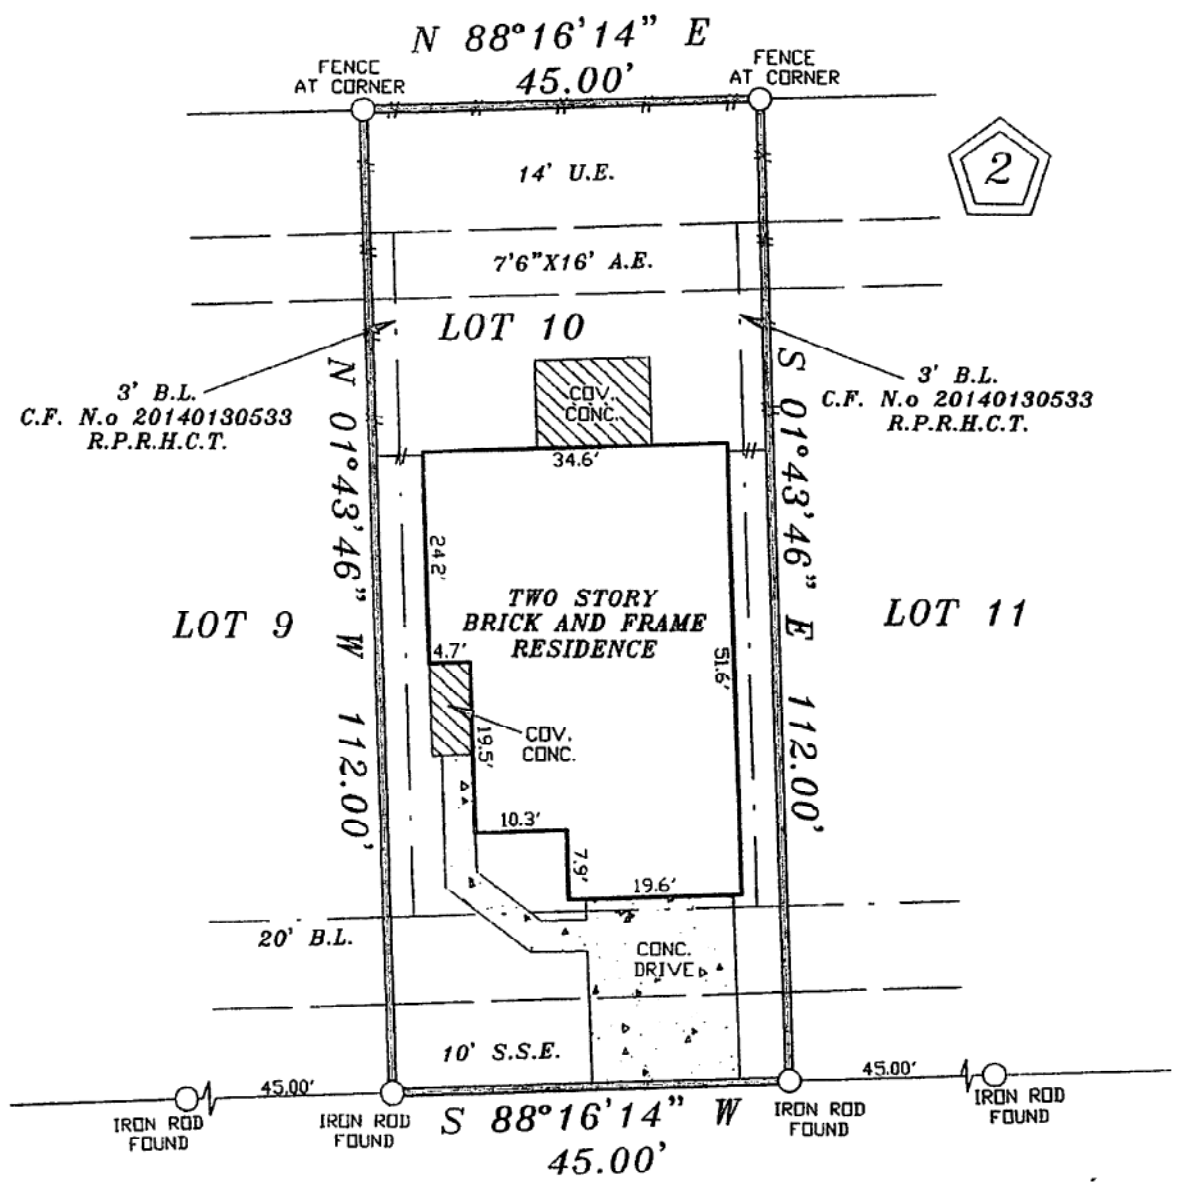 N 88°16'14" E
45.00'
FENCE
AT CORNER
FENCE
AT CORNER
14' U.E.
2
7'6"X16' A.E.
LOT 10
3' B.L.
C.F. N.o 20140130533
R.P.R.H.C.T.
3' B.L.
C.F. N.o 20140130533
R.P.R.H.C.T.
COV.
CONC.
34.6'
N 01°43'46" W 112.00'
S 01°43'46" E 112.00'
24.2'
TWO STORY
BRICK AND FRAME
RESIDENCE
LOT 9
LOT 11
4.7'
51.6'
COV.
CONC.
19.5'
10.3'
7.9'
19.6'
20' B.L.
CONC.
DRIVE
10' S.S.E.
45.00'
45.00'
IRON ROD
FOUND
IRON ROD
FOUND
S 88°16'14" W
45.00'
IRON ROD
FOUND
IRON ROD
FOUND